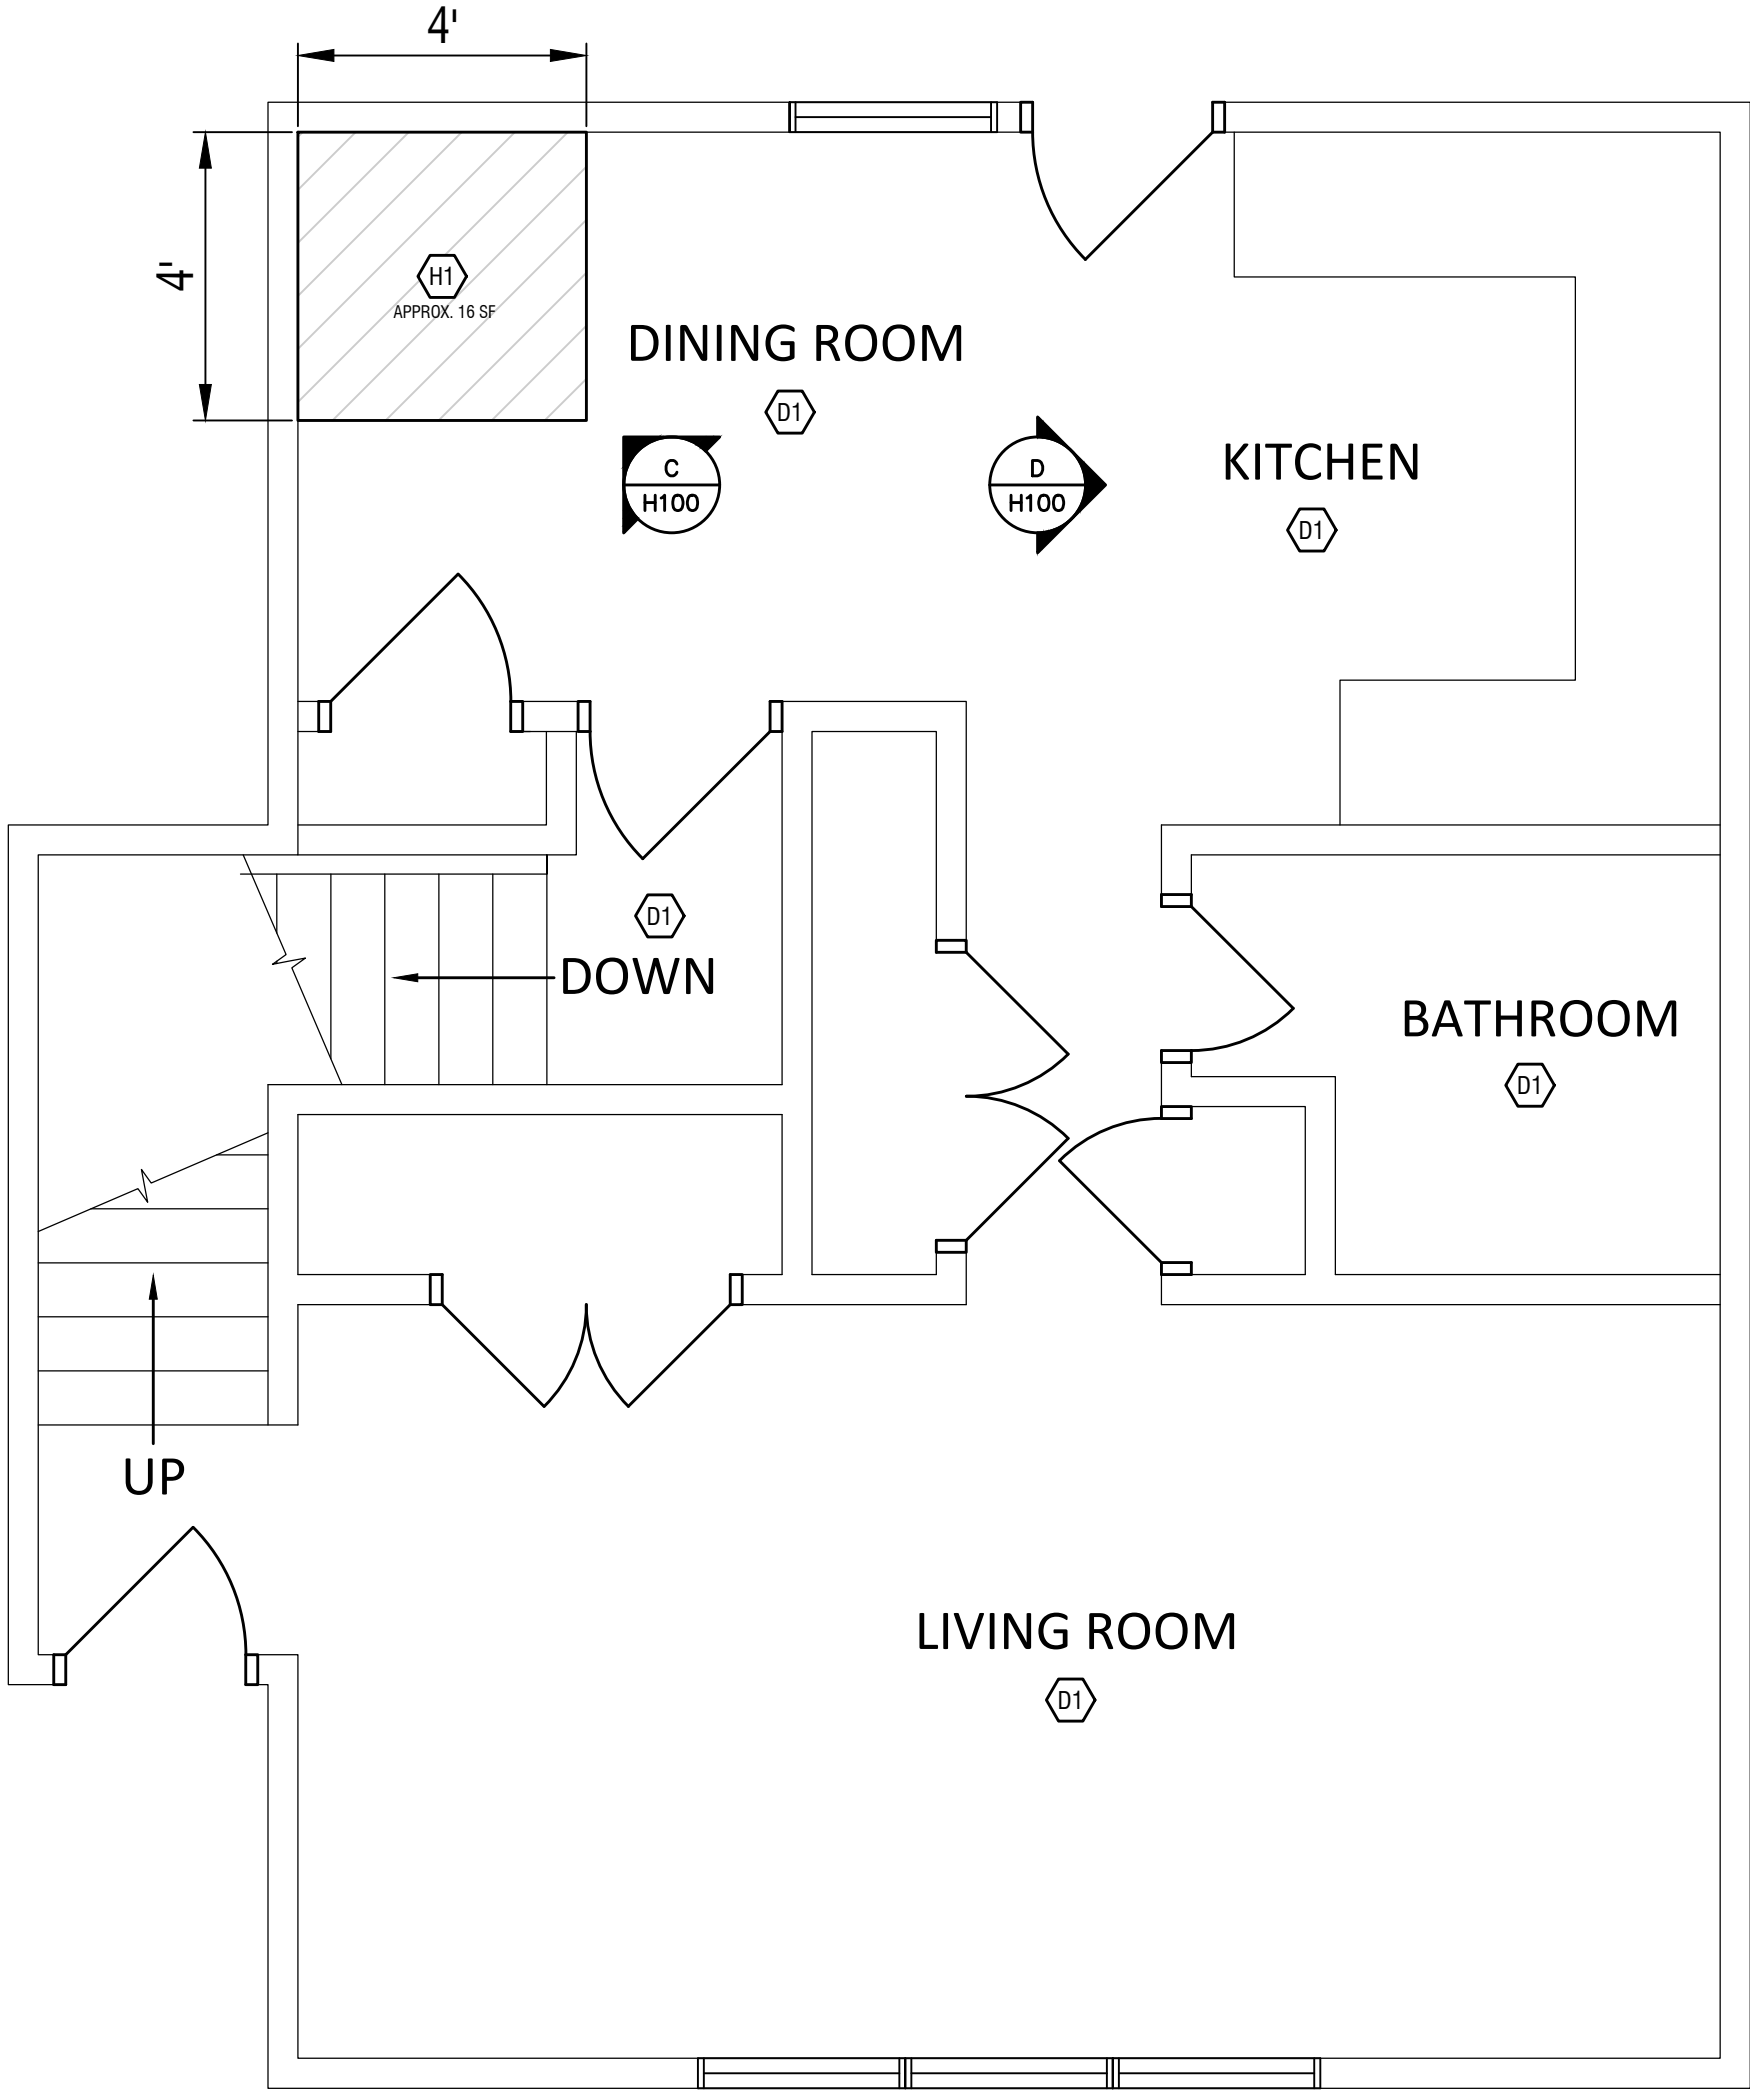 4'
4'
H1
APPROX. 16 SF
DINING ROOM
D1
C
H100
D
H100
KITCHEN
D1
D1
DOWN
BATHROOM
D1
UP
LIVING ROOM
D1